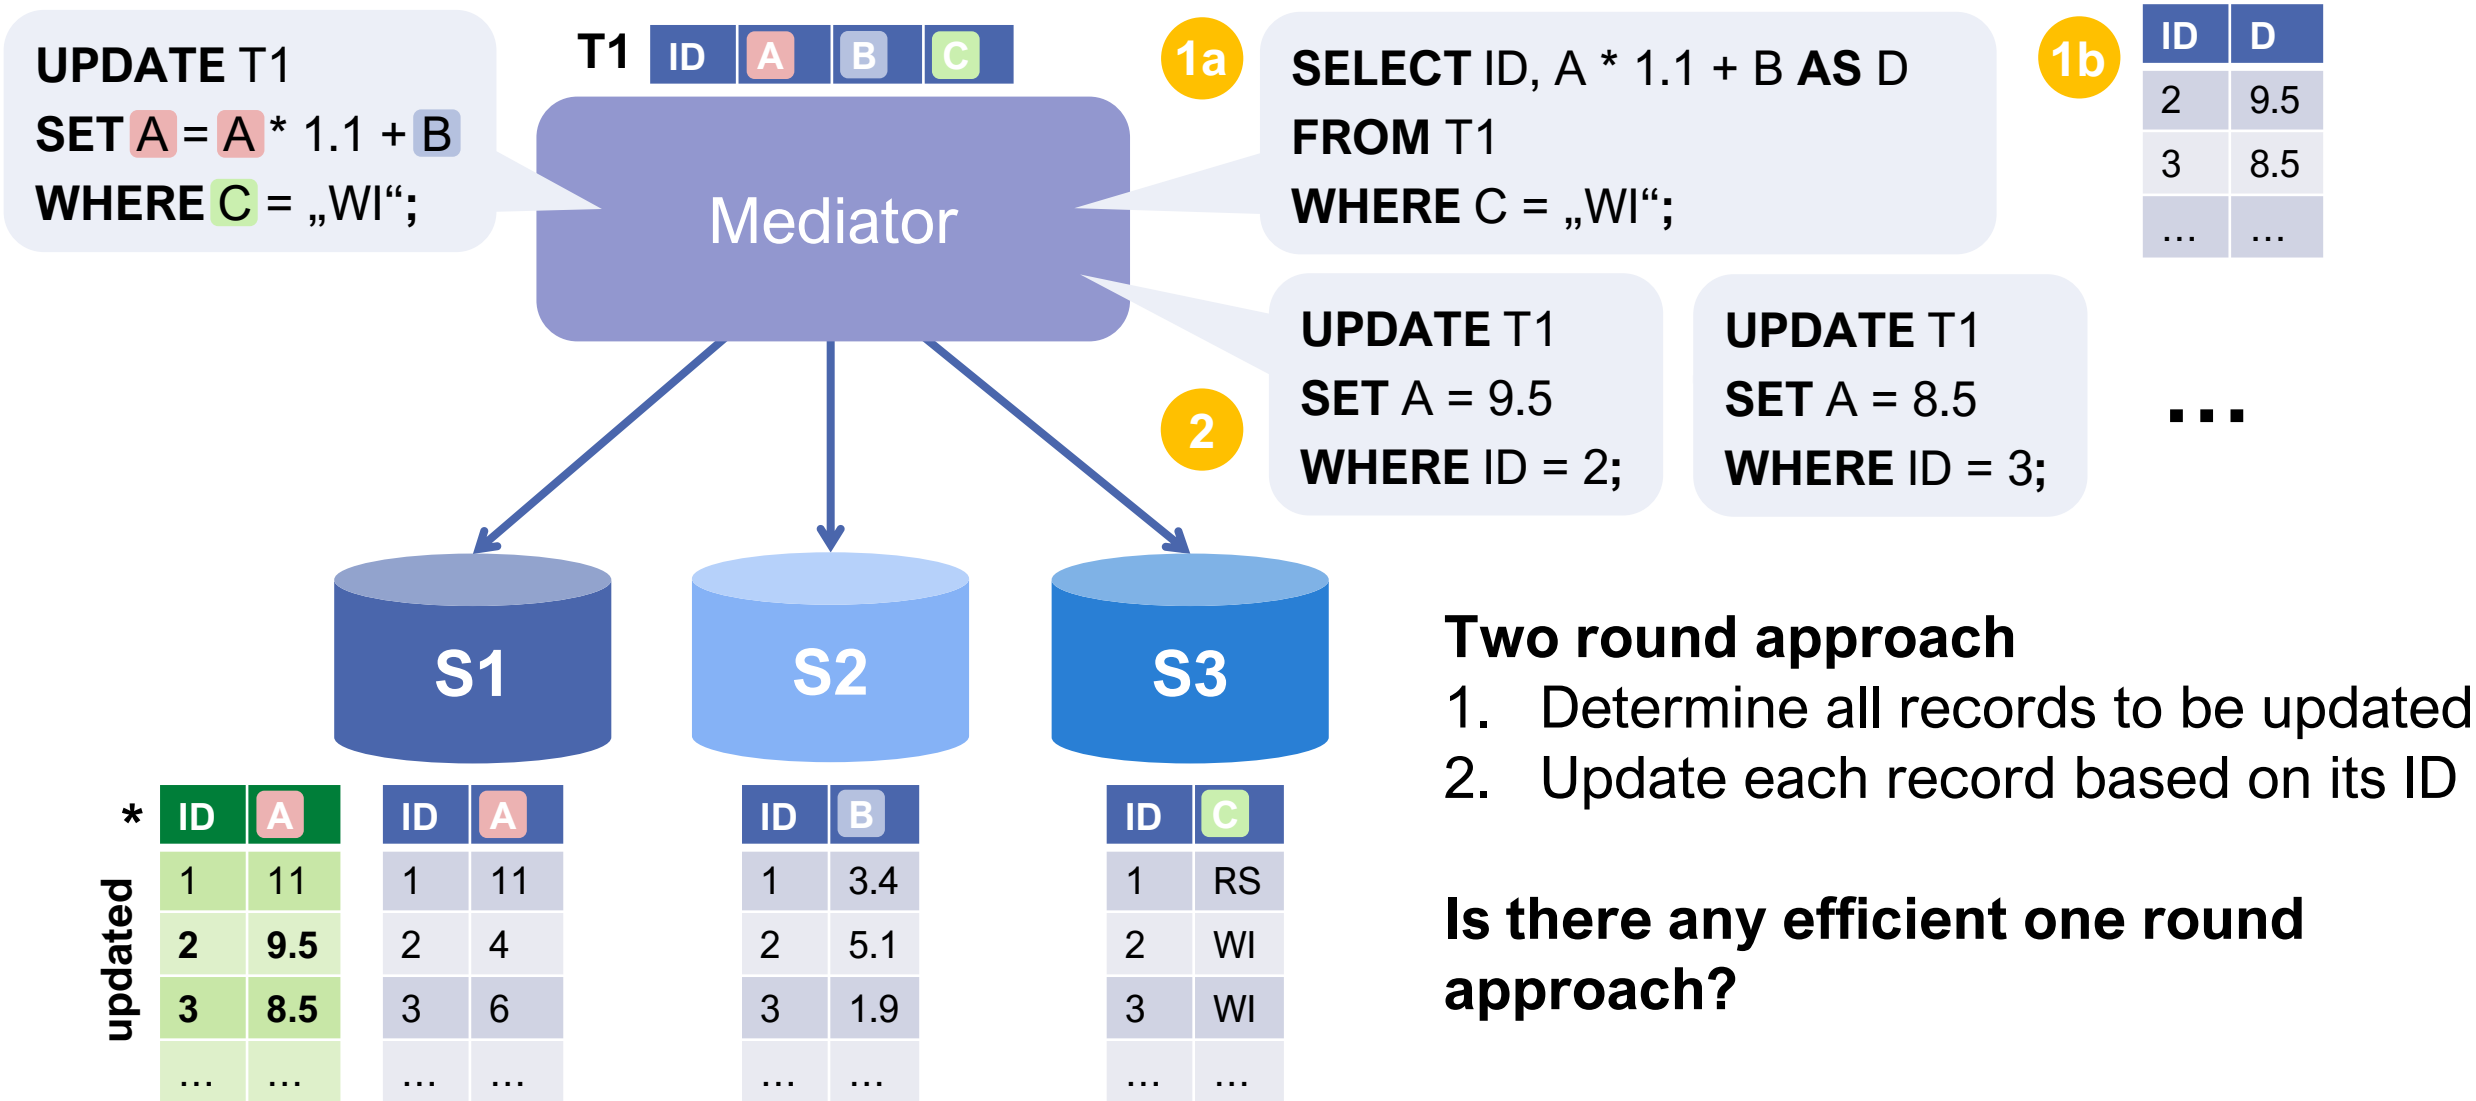 UPDATE T1
SET A = A * 1.1 + B
WHERE C = „WI“;
T1 ID A B C
Mediator
1a
SELECT ID, A * 1.1 + B AS D
FROM T1
WHERE C = „WI“;
1b
ID D
2 9.5
3 8.5
... ...
2
UPDATE T1
SET A = 9.5
WHERE ID = 2;
UPDATE T1
SET A = 8.5
WHERE ID = 3;
...
S1
S2
S3
Two round approach
1. Determine all records to be updated
2. Update each record based on its ID
Is there any efficient one round
approach?
*
updated
ID A
1 11
2 9.5
3 8.5
... ...
ID A
1 11
2 4
3 6
... ...
ID B
1 3.4
2 5.1
3 1.9
... ...
ID C
1 RS
2 WI
3 WI
... ...